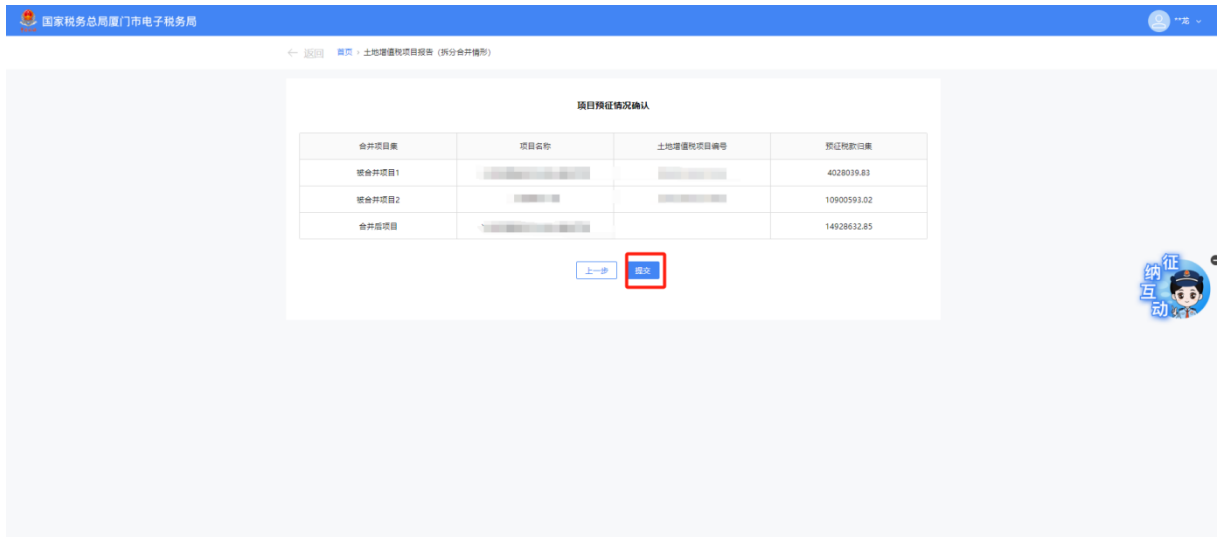 国家税务总局厦门市电子税务局
**龙
← 返回 首页 › 土地增值税项目报告（拆分合并情形）
项目预征情况确认
合并项目集 项目名称 土地增值税项目编号 预征税款归集
被合并项目1 4028039.83
被合并项目2 10900593.02
合并后项目 14928632.85
上一步 提交
征纳互动